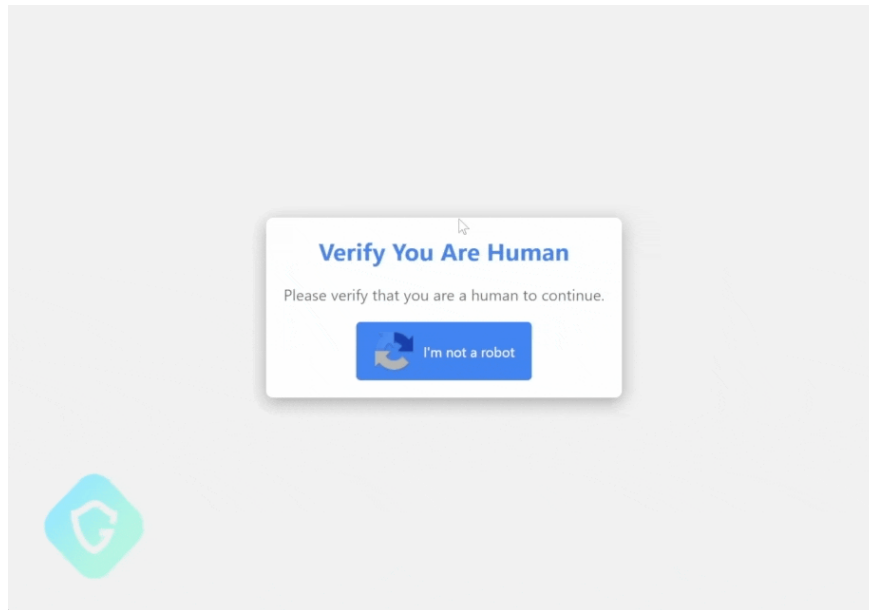 Verify You Are Human
Please verify that you are a human to continue.
I'm not a robot